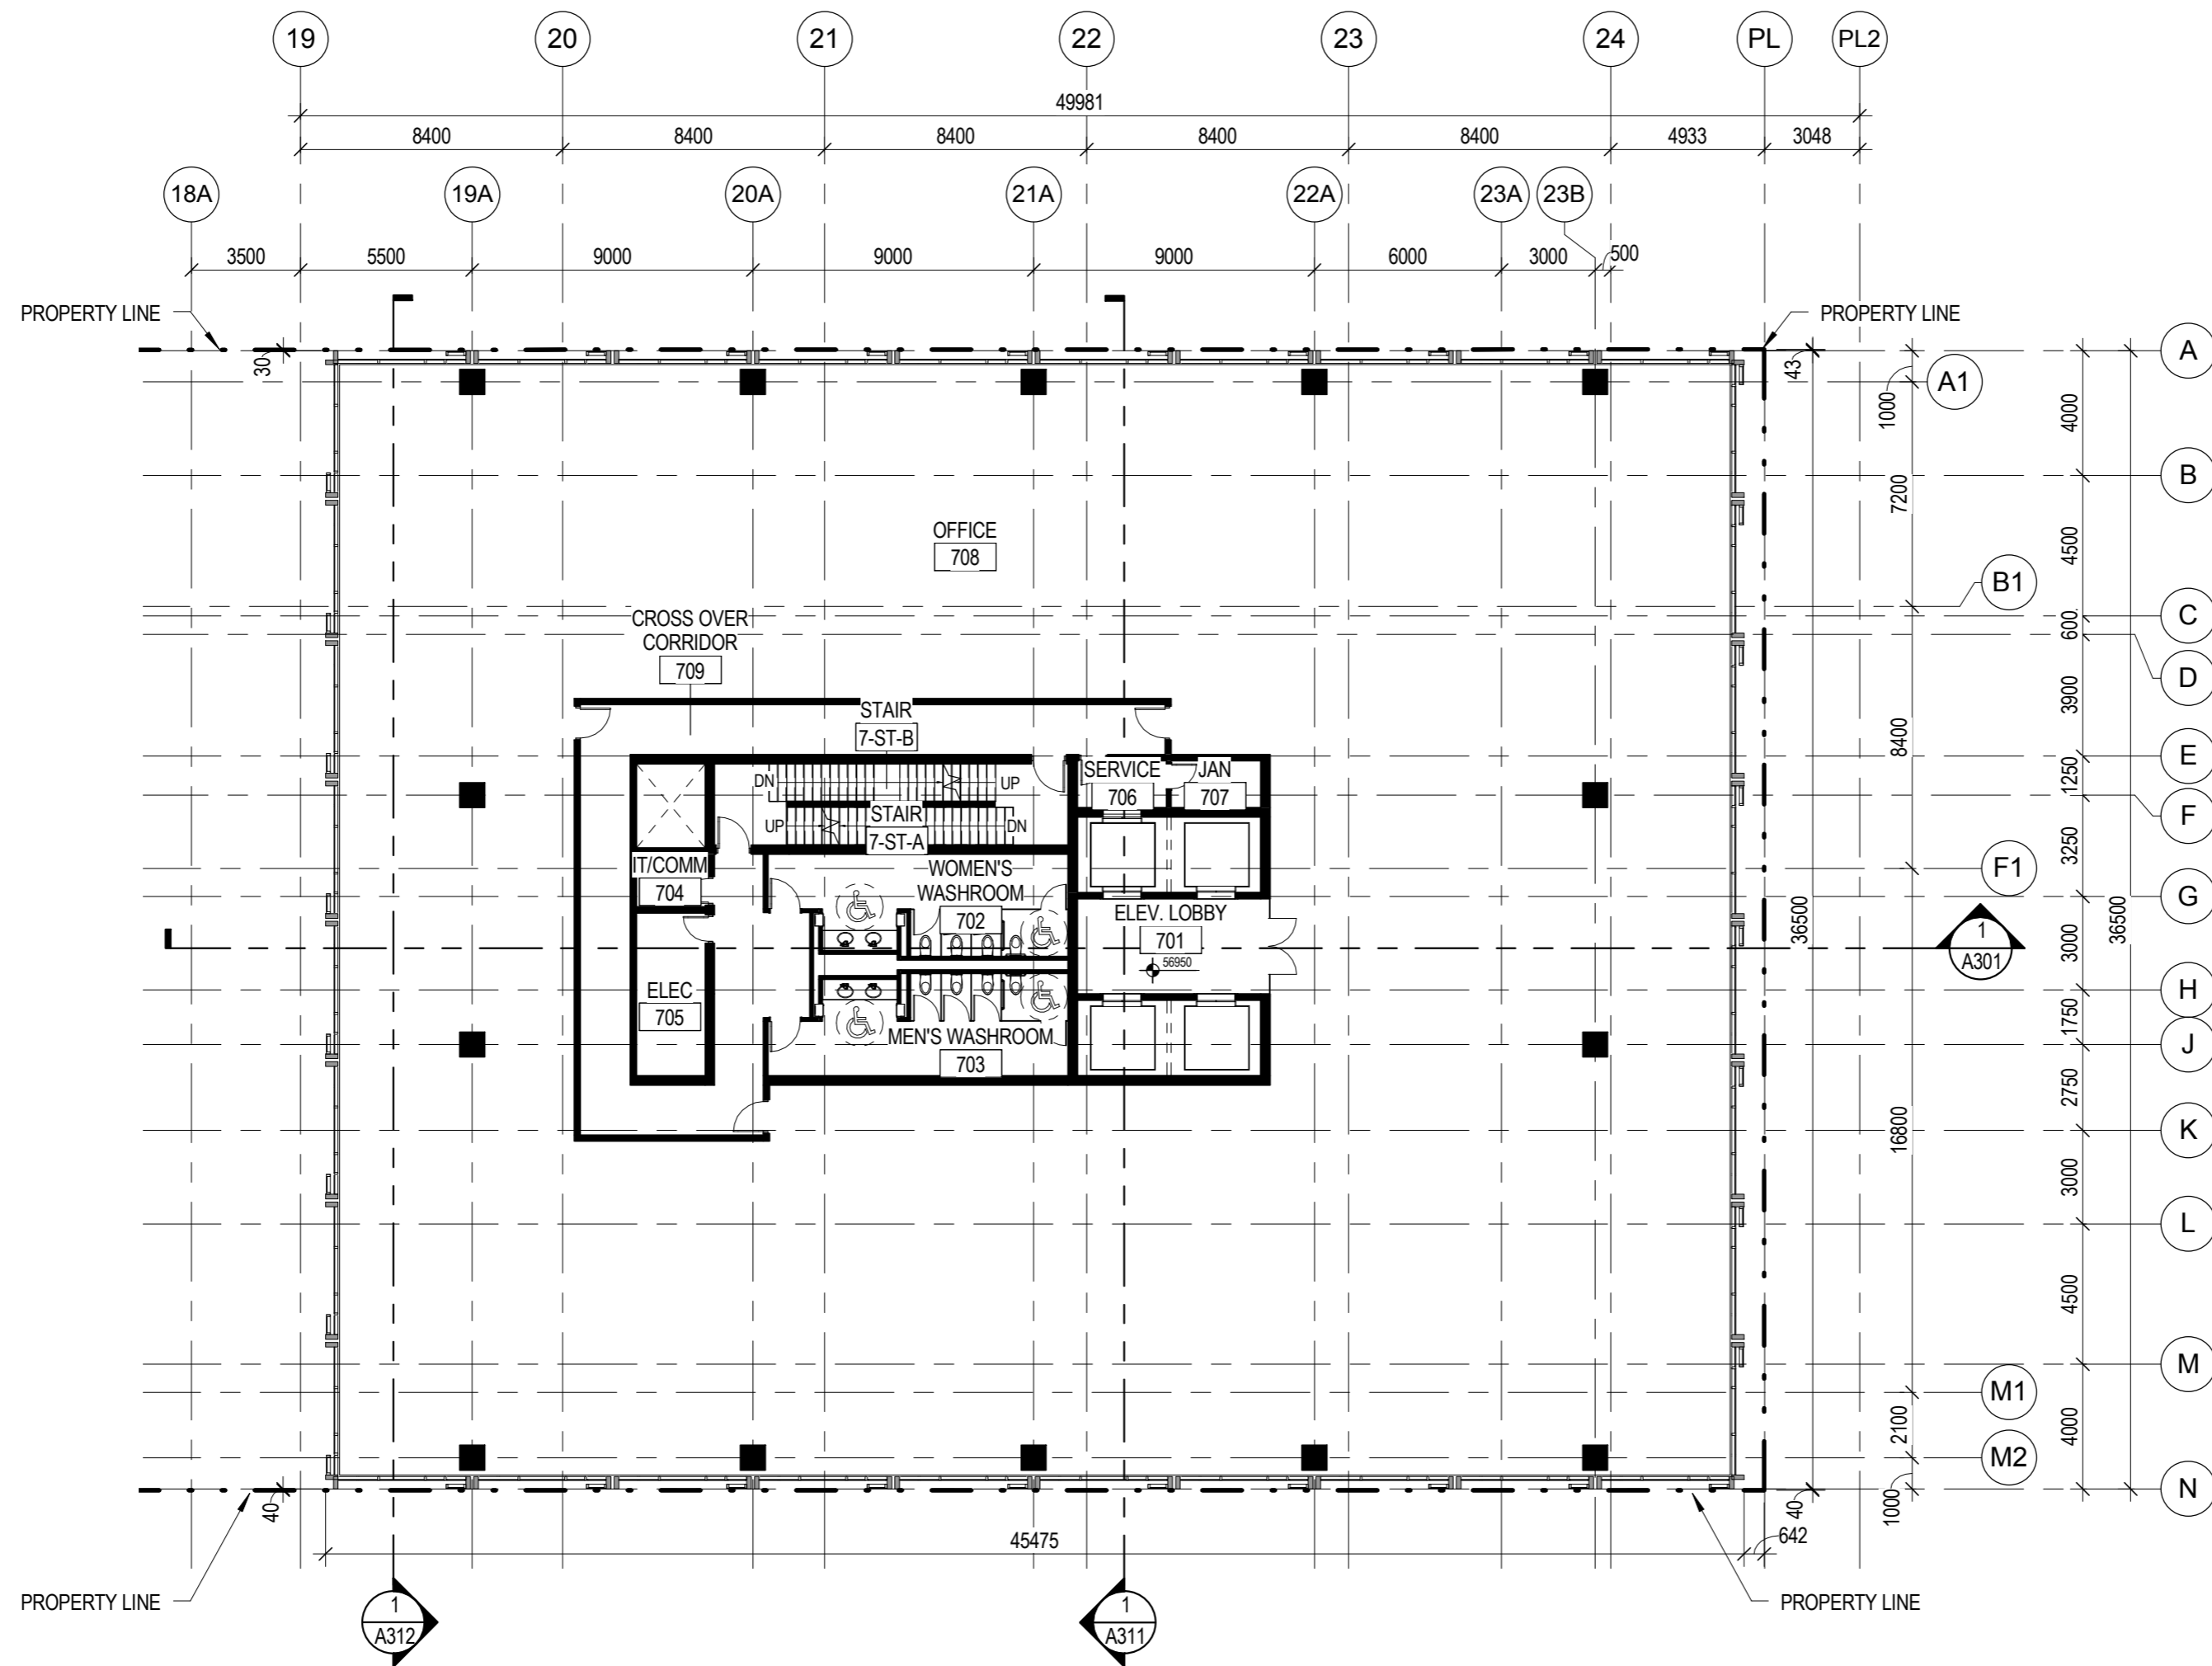 19
20
21
22
23
24
PL
PL2
49981
8400
8400
8400
8400
8400
4933
3048
18A
19A
20A
21A
22A
23A
23B
3500
5500
9000
9000
9000
6000
3000
500
PROPERTY LINE
PROPERTY LINE
30
43
1000
4000
A
A1
B
7200
4500
OFFICE
708
B1
C
600
D
CROSS OVER
CORRIDOR
709
3900
8400
STAIR
7-ST-B
E
1250
DN
UP
SERVICE
706
JAN
707
F
UP
STAIR
7-ST-A
DN
3250
F1
IT/COMM
704
WOMEN'S
WASHROOM
702
G
ELEV. LOBBY
701
56950
36500
3000
36500
1
A301
ELEC
705
H
1750
MEN'S WASHROOM
703
J
2750
16800
K
3000
L
4500
M
M1
2100
4000
M2
1000
N
40
40
45475
642
PROPERTY LINE
PROPERTY LINE
1
A312
1
A311